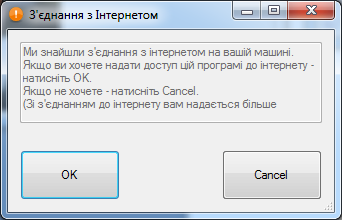 З'єднання з Інтернетом
Ми знайшли з'єднання з інтернетом на вашій машині.
Якщо ви хочете надати доступ цій програмі до інтернету -
натисніть OK.
Якщо не хочете - натисніть Cancel.
(Зі з'єднанням до інтернету вам надається більше
OK
Cancel